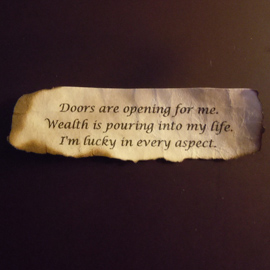 Doors are opening for me.
Wealth is pouring into my life.
I'm lucky in every aspect.